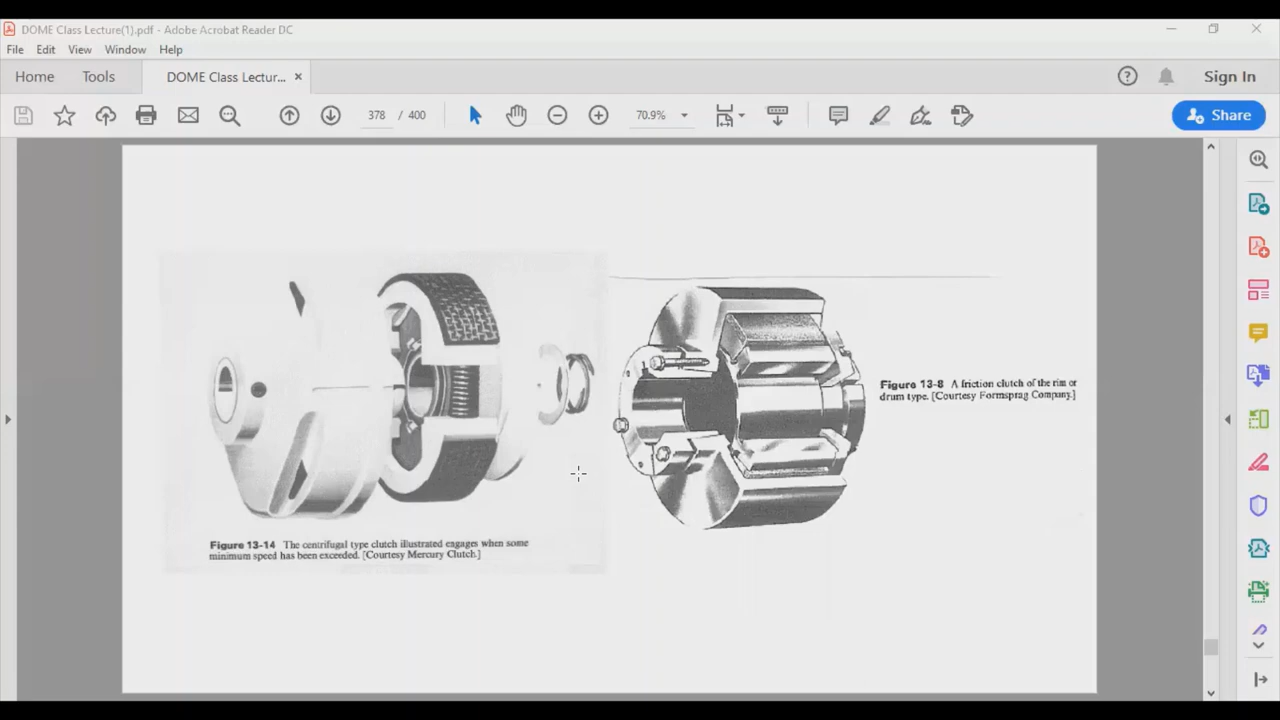 DOME Class Lecture(1).pdf - Adobe Acrobat Reader DC
File Edit View Window Help
Home Tools DOME Class Lectur... × Sign In
378 / 400 70.9% Share
Figure 13-8 A friction clutch of the rim or
drum type. [Courtesy Formsprag Company.]
Figure 13-14 The centrifugal type clutch illustrated engages when some
minimum speed has been exceeded. [Courtesy Mercury Clutch.]